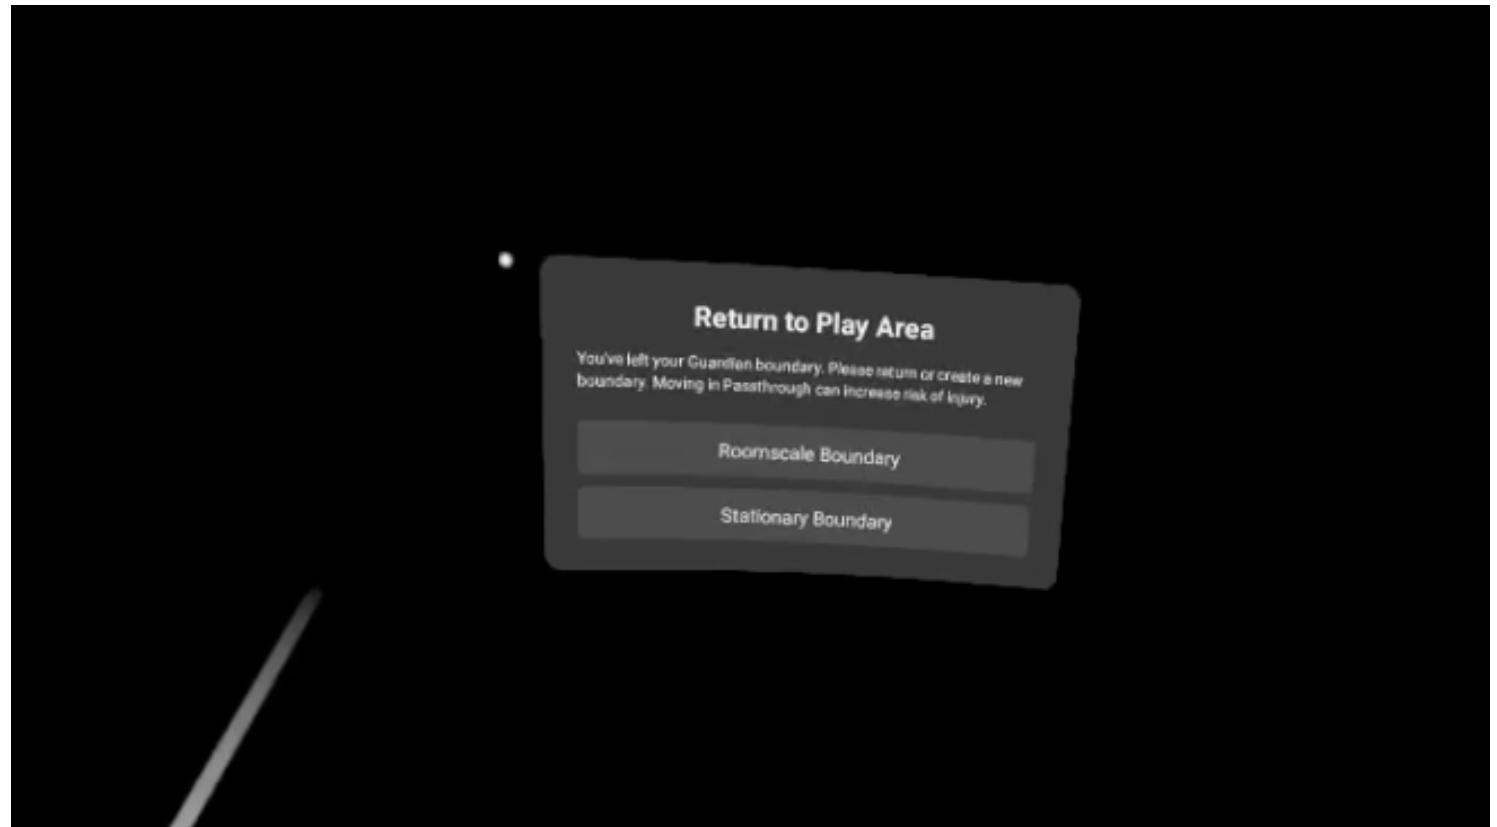 Return to Play Area
You've left your Guardian boundary. Please return or create a new
boundary. Moving in Passthrough can increase risk of injury.
Roomscale Boundary
Stationary Boundary